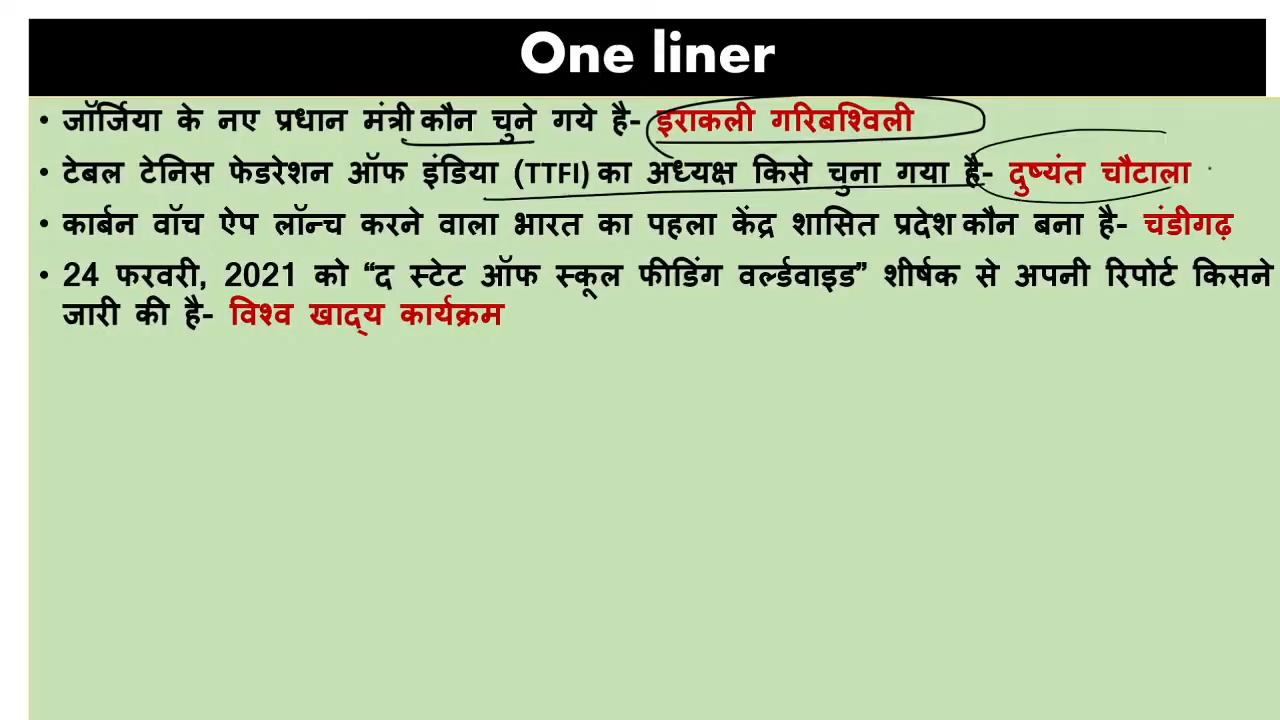 One liner
• जॉर्जिया के नए प्रधान मंत्री कौन चुने गये है- इराकली गरिबश्विली
• टेबल टेनिस फेडरेशन ऑफ इंडिया (TTFI) का अध्यक्ष किसे चुना गया है- दुष्यंत चौटाला
• कार्बन वॉच ऐप लॉन्च करने वाला भारत का पहला केंद्र शासित प्रदेश कौन बना है- चंडीगढ़
• 24 फरवरी, 2021 को “द स्टेट ऑफ स्कूल फीडिंग वर्ल्डवाइड” शीर्षक से अपनी रिपोर्ट किसने
जारी की है- विश्व खाद्य कार्यक्रम